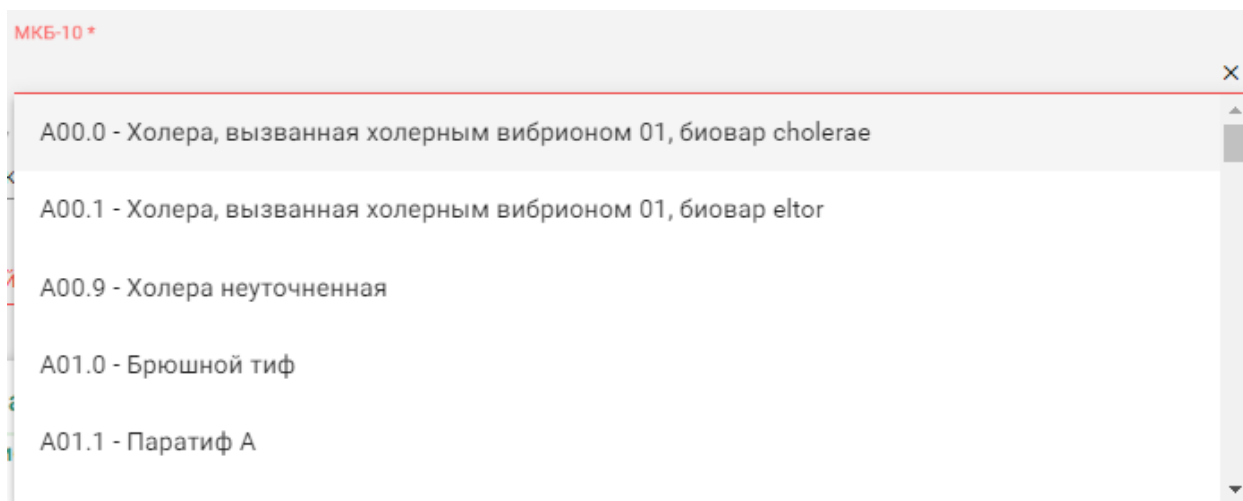 МКБ-10 *
A00.0 - Холера, вызванная холерным вибрионом 01, биовар cholerae
A00.1 - Холера, вызванная холерным вибрионом 01, биовар eltor
A00.9 - Холера неуточненная
A01.0 - Брюшной тиф
A01.1 - Паратиф A